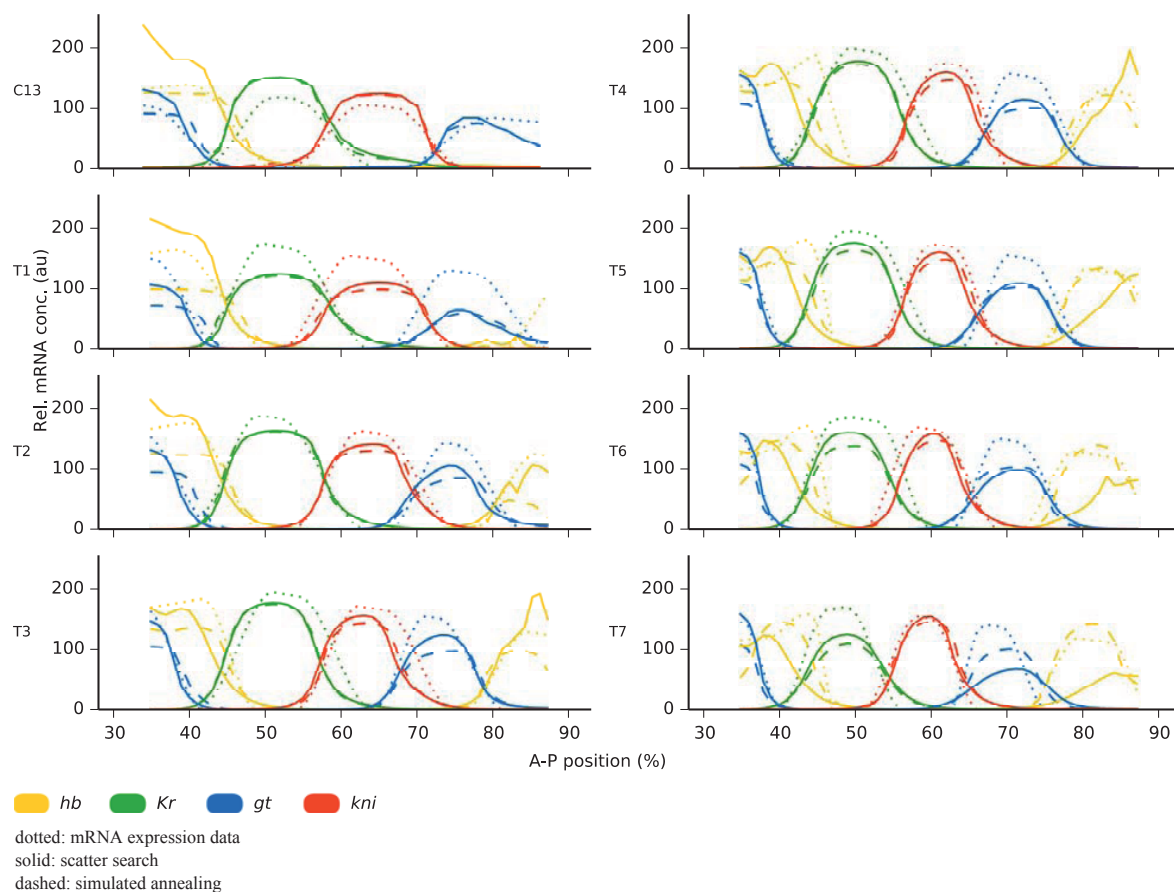 200
C13
100
0
200
T1
100
0
200
T2
100
0
200
T3
100
0
30 40 50 60 70 80 90
Rel. mRNA conc. (au)
200
T4
100
0
200
T5
100
0
200
T6
100
0
200
T7
100
0
30 40 50 60 70 80 90
A-P position (%)
hb Kr gt kni
dotted: mRNA expression data
solid: scatter search
dashed: simulated annealing